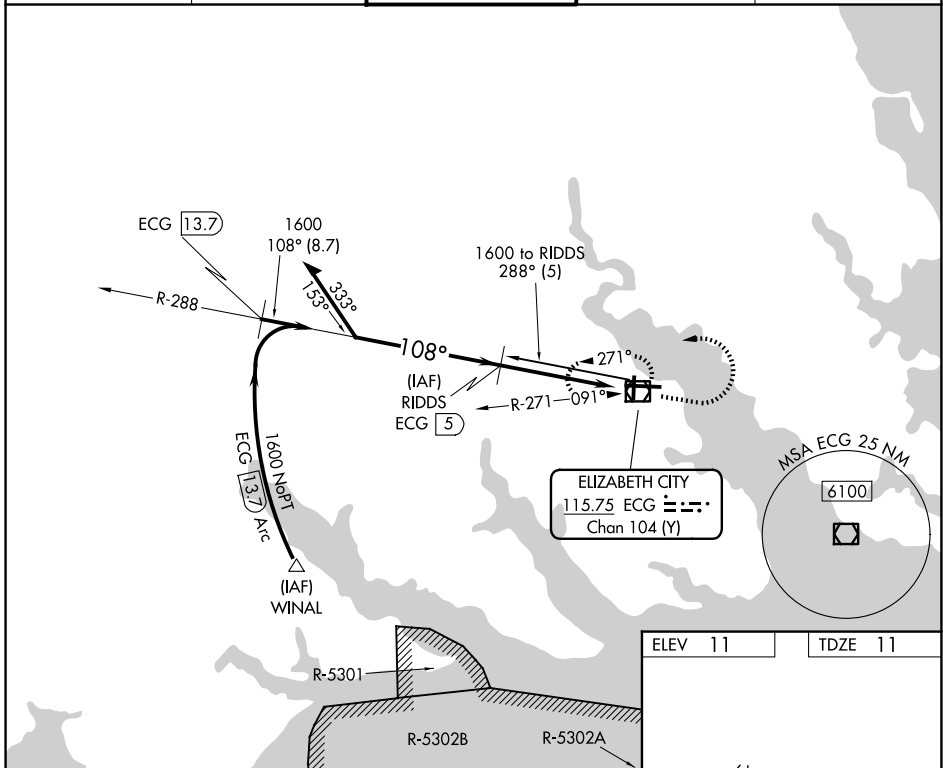 ECG 13.7
1600
108° (8.7)
R-288
333°
153°
1600 to RIDDS
288° (5)
108°
271°
(IAF)
RIDDS
ECG 5
R-271
091°
1600 NoPT
ECG 13.7 Arc
(IAF)
WINAL
ELIZABETH CITY
115.75 ECG
Chan 104 (Y)
MSA ECG 25 NM
6100
ELEV 11
TDZE 11
R-5301
R-5302B
R-5302A